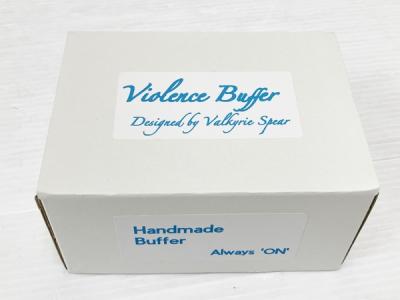 Violence Buffer
Designed by Valkyrie Spear
Handmade
Buffer
Always 'ON'